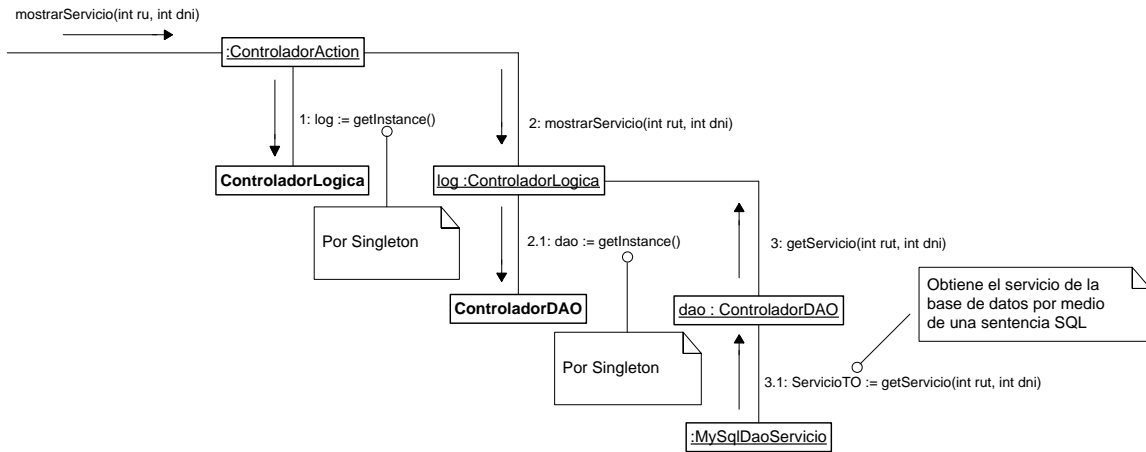 mostrarServicio(int ru, int dni)
:ControladorAction
1: log := getInstance()
2: mostrarServicio(int rut, int dni)
ControladorLogica
log :ControladorLogica
Por Singleton
2.1: dao := getInstance()
3: getServicio(int rut, int dni)
Obtiene el servicio de la
base de datos por medio
de una sentencia SQL
ControladorDAO
dao : ControladorDAO
Por Singleton
3.1: ServicioTO := getServicio(int rut, int dni)
:MySqlDaoServicio